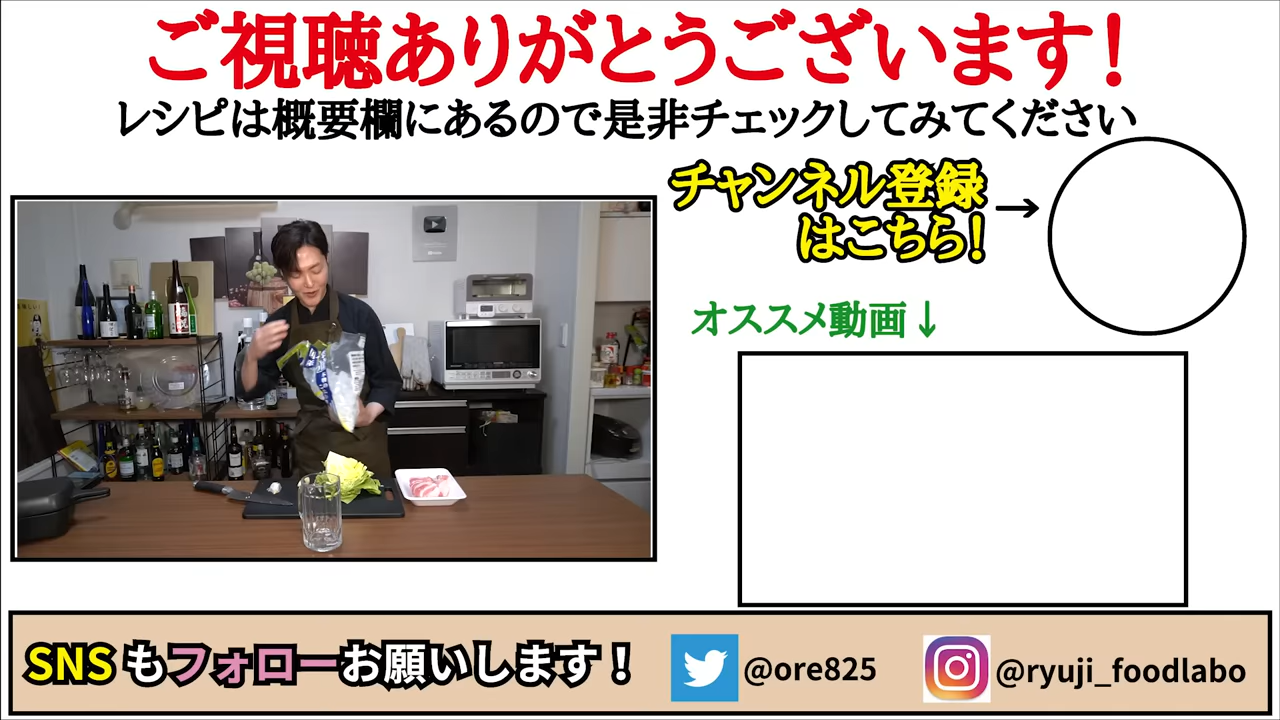 ご視聴ありがとうございます!
レシピは概要欄にあるので是非チェックしてみてください
チャンネル登録
はこちら!
→
オススメ動画↓
SNSもフォローお願いします!
@ore825
@ryuji_foodlabo